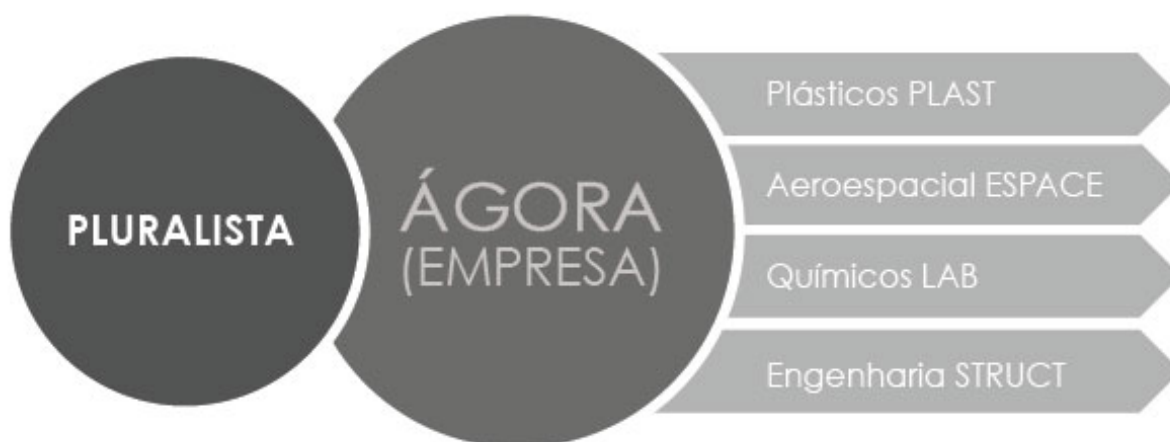 PLURALISTA
ÁGORA
(EMPRESA)
Plásticos PLAST
Aeroespacial ESPACE
Químicos LAB
Engenharia STRUCT